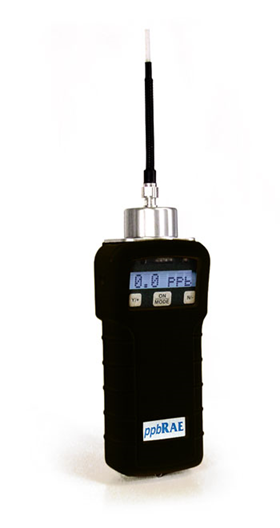 0.0 PPb
Y/+
ON
MODE
N/-
ppbRAE